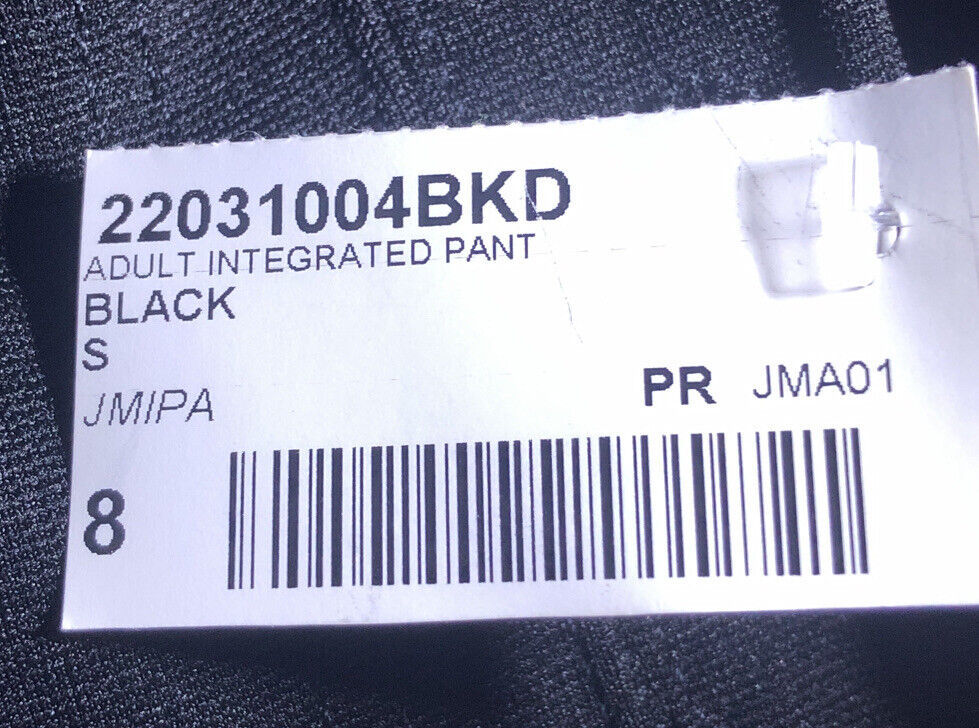 22031004BKD
ADULT INTEGRATED PANT
BLACK
S
JMIPA
PR JMA01
8